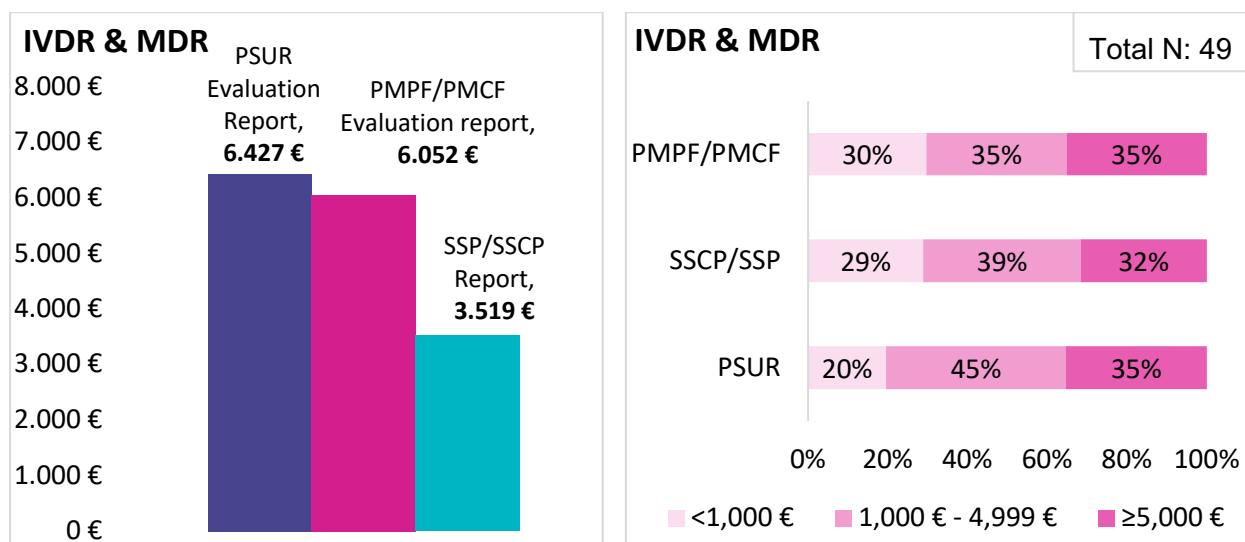 IVDR & MDR
8.000 €
7.000 €
6.000 €
5.000 €
4.000 €
3.000 €
2.000 €
1.000 €
0 €
PSUR
Evaluation
Report,
6.427 €
PMPF/PMCF
Evaluation report,
6.052 €
SSP/SSCP
Report,
3.519 €
IVDR & MDR
Total N: 49
PMPF/PMCF 30% 35% 35%
SSCP/SSP 29% 39% 32%
PSUR 20% 45% 35%
0% 20% 40% 60% 80% 100%
<1,000 € 1,000 € - 4,999 € ≥5,000 €